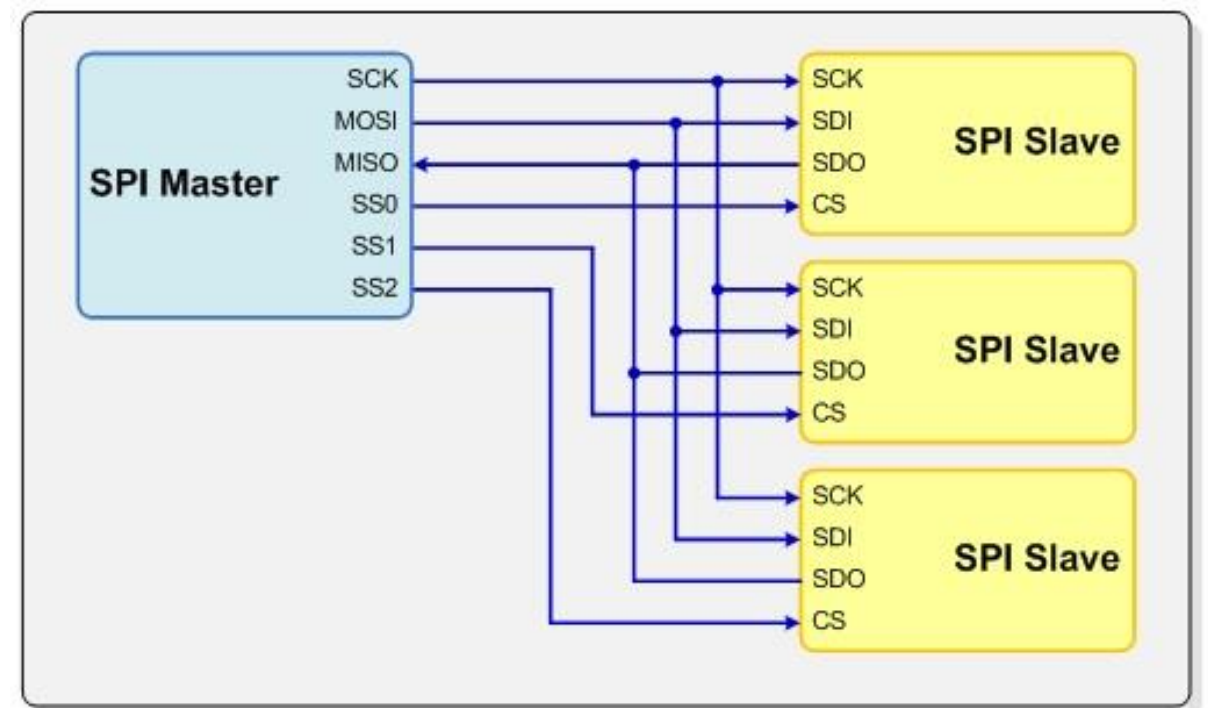 SPI Master
SCK
MOSI
MISO
SS0
SS1
SS2
SCK
SDI
SDO
CS
SPI Slave
SCK
SDI
SDO
CS
SPI Slave
SCK
SDI
SDO
CS
SPI Slave